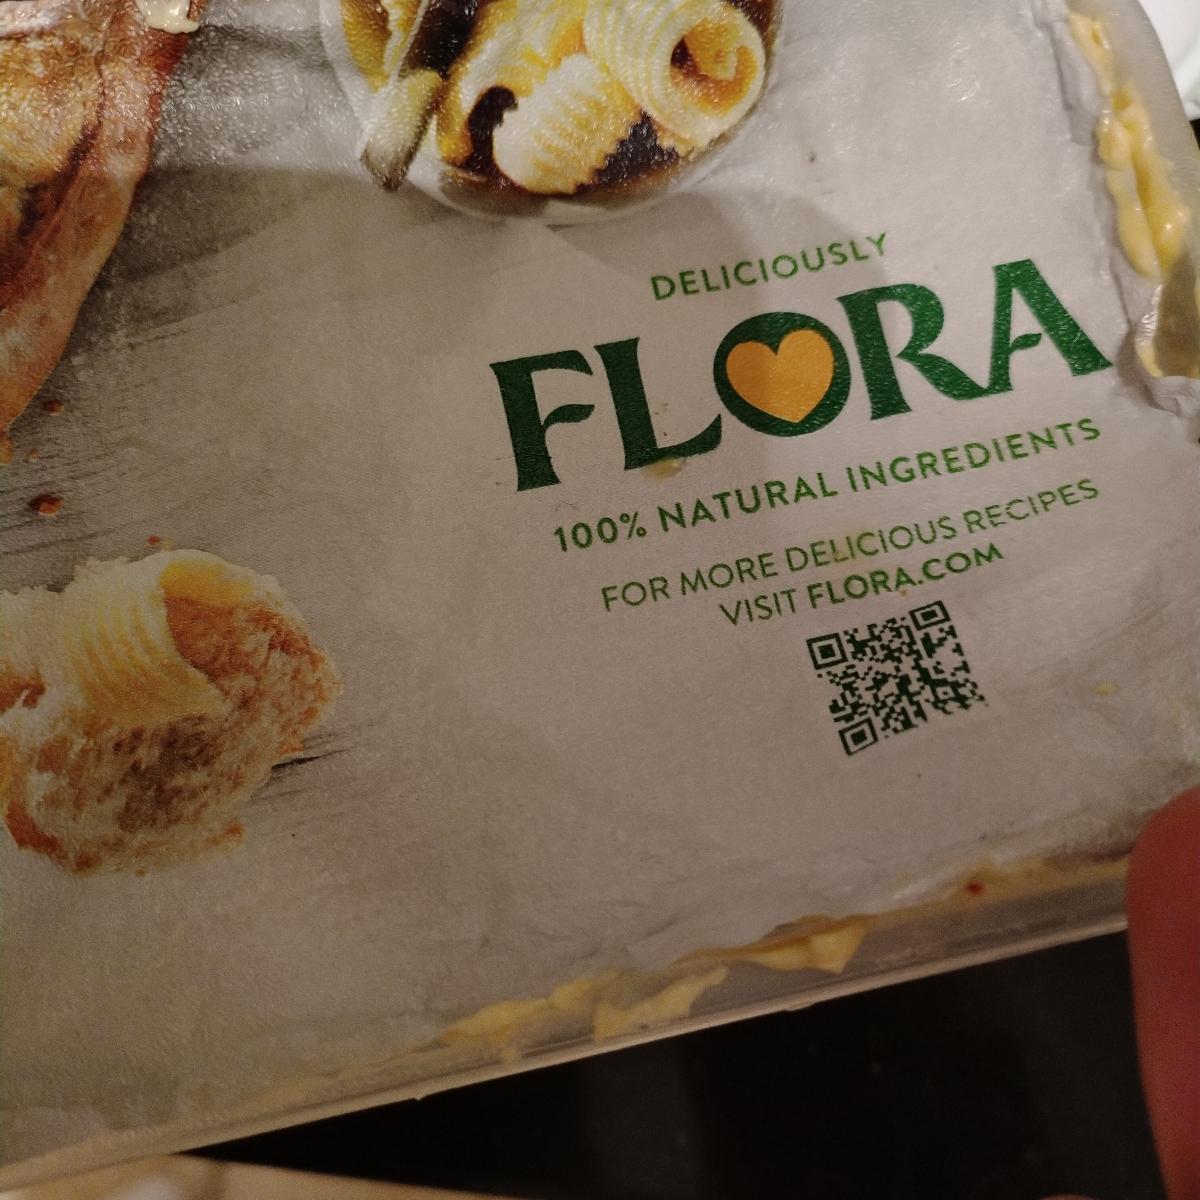 DELICIOUSLY
FLORA
100% NATURAL INGREDIENTS
FOR MORE DELICIOUS RECIPES
VISIT FLORA.COM